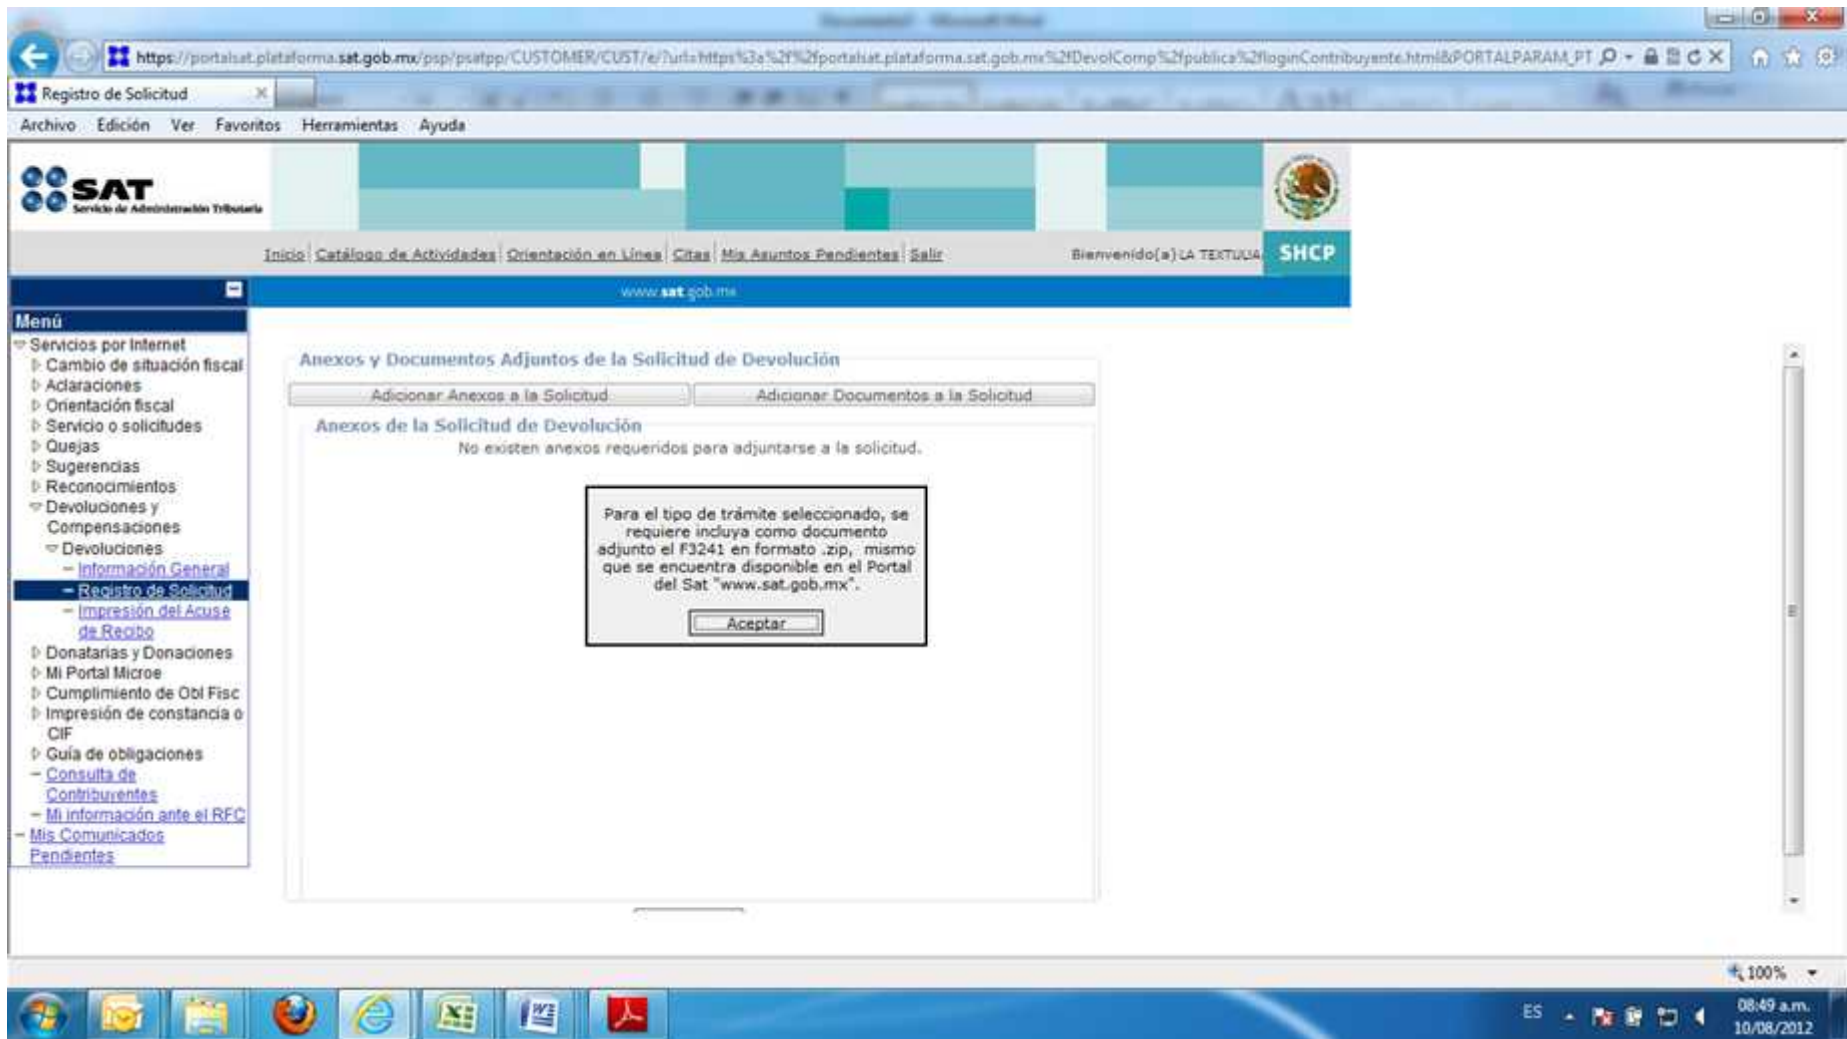 https://portalsat.plataforma.sat.gob.mx/psp/psatpp/CUSTOMER/CUST/e/?url=https%3a%2f%2fportalsat.plataforma.sat.gob.mx%2fDevolComp%2fpublica%2floginContribuyente.html&PORTALPARAM_PT
Registro de Solicitud
Archivo Edición Ver Favoritos Herramientas Ayuda
SAT
Servicio de Administración Tributaria
Inicio Catálogo de Actividades Orientación en Línea Citas Mis Asuntos Pendientes Salir Bienvenido(a) LA TEXTULIA SHCP
www.sat.gob.mx
Menú
Servicios por Internet
Cambio de situación fiscal
Aclaraciones
Orientación fiscal
Servicio o solicitudes
Quejas
Sugerencias
Reconocimientos
Devoluciones y
Compensaciones
Devoluciones
Información General
Registro de Solicitud
Impresión del Acuse
de Recibo
Donatarias y Donaciones
Mi Portal Microe
Cumplimiento de Obl Fisc
Impresión de constancia o
CIF
Guía de obligaciones
Consulta de
Contribuyentes
Mi información ante el RFC
Mis Comunicados
Pendientes
Anexos y Documentos Adjuntos de la Solicitud de Devolución
Adicionar Anexos a la Solicitud Adicionar Documentos a la Solicitud
Anexos de la Solicitud de Devolución
No existen anexos requeridos para adjuntarse a la solicitud.
Para el tipo de trámite seleccionado, se
requiere incluya como documento
adjunto el F3241 en formato .zip, mismo
que se encuentra disponible en el Portal
del Sat "www.sat.gob.mx".
Aceptar
100%
ES
08:49 a.m.
10/08/2012